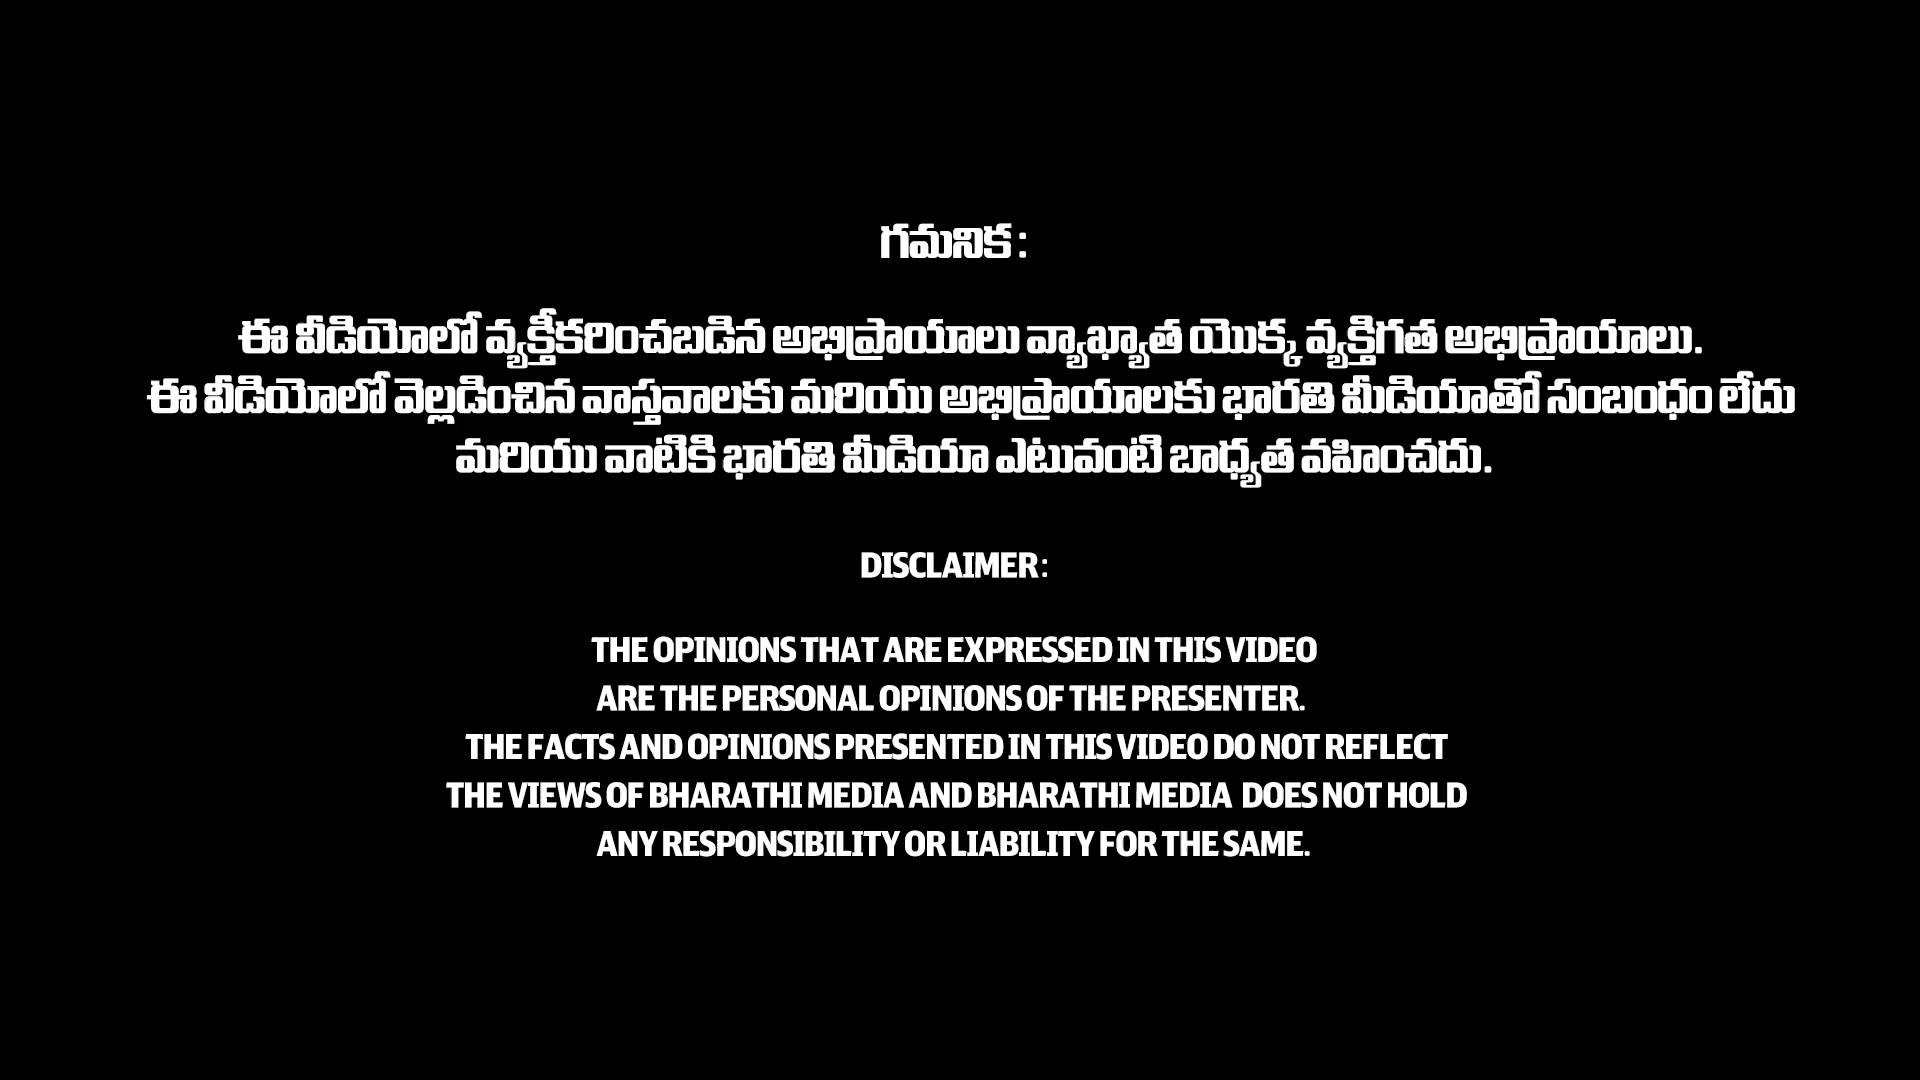 గమనిక :
ఈ వీడియోలో వ్యక్తీకరించబడిన అభిప్రాయాలు వ్యాఖ్యాత యొక్క వ్యక్తిగత అభిప్రాయాలు.
ఈ వీడియోలో వెల్లడించిన వాస్తవాలకు మరియు అభిప్రాయాలకు భారతి మీడియాతో సంబంధం లేదు
మరియు వాటికి భారతి మీడియా ఎటువంటి బాధ్యత వహించదు.
DISCLAIMER :
THE OPINIONS THAT ARE EXPRESSED IN THIS VIDEO
ARE THE PERSONAL OPINIONS OF THE PRESENTER.
THE FACTS AND OPINIONS PRESENTED IN THIS VIDEO DO NOT REFLECT
THE VIEWS OF BHARATHI MEDIA AND BHARATHI MEDIA DOES NOT HOLD
ANY RESPONSIBILITY OR LIABILITY FOR THE SAME.